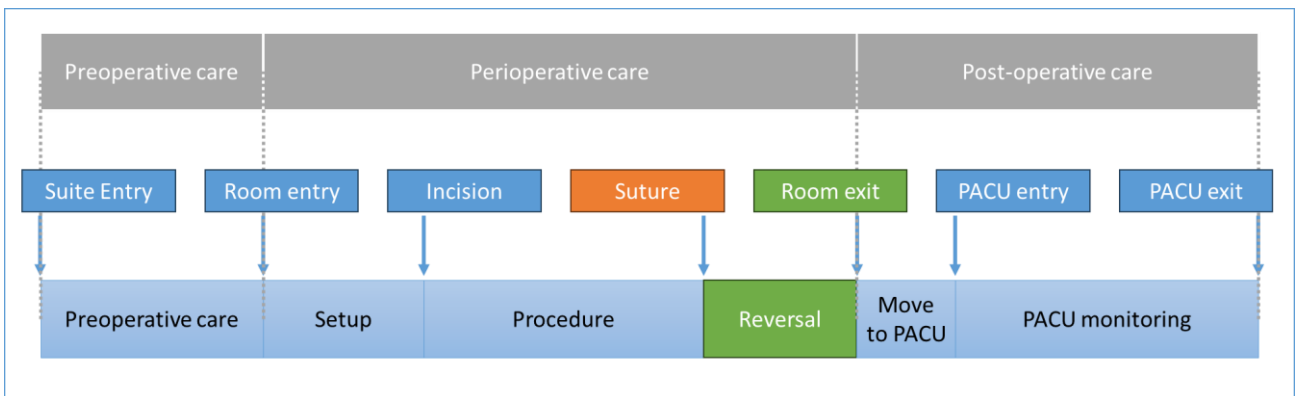 Preoperative care
Perioperative care
Post-operative care
Suite Entry
Room entry
Incision
Suture
Room exit
PACU entry
PACU exit
Preoperative care
Setup
Procedure
Reversal
Move
to PACU
PACU monitoring